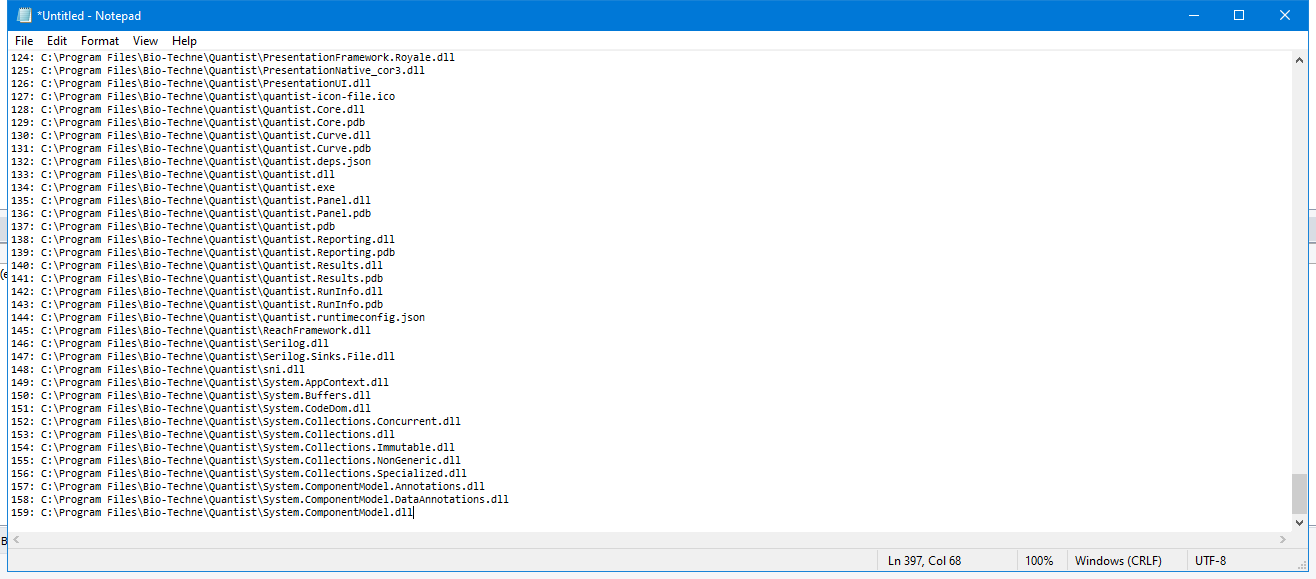 *Untitled - Notepad
File Edit Format View Help
124: C:\Program Files\Bio-Techne\Quantist\PresentationFramework.Royale.dll
125: C:\Program Files\Bio-Techne\Quantist\PresentationNative_cor3.dll
126: C:\Program Files\Bio-Techne\Quantist\PresentationUI.dll
127: C:\Program Files\Bio-Techne\Quantist\quantist-icon-file.ico
128: C:\Program Files\Bio-Techne\Quantist\Quantist.Core.dll
129: C:\Program Files\Bio-Techne\Quantist\Quantist.Core.pdb
130: C:\Program Files\Bio-Techne\Quantist\Quantist.Curve.dll
131: C:\Program Files\Bio-Techne\Quantist\Quantist.Curve.pdb
132: C:\Program Files\Bio-Techne\Quantist\Quantist.deps.json
133: C:\Program Files\Bio-Techne\Quantist\Quantist.dll
134: C:\Program Files\Bio-Techne\Quantist\Quantist.exe
135: C:\Program Files\Bio-Techne\Quantist\Quantist.Panel.dll
136: C:\Program Files\Bio-Techne\Quantist\Quantist.Panel.pdb
137: C:\Program Files\Bio-Techne\Quantist\Quantist.pdb
138: C:\Program Files\Bio-Techne\Quantist\Quantist.Reporting.dll
139: C:\Program Files\Bio-Techne\Quantist\Quantist.Reporting.pdb
140: C:\Program Files\Bio-Techne\Quantist\Quantist.Results.dll
141: C:\Program Files\Bio-Techne\Quantist\Quantist.Results.pdb
142: C:\Program Files\Bio-Techne\Quantist\Quantist.RunInfo.dll
143: C:\Program Files\Bio-Techne\Quantist\Quantist.RunInfo.pdb
144: C:\Program Files\Bio-Techne\Quantist\Quantist.runtimeconfig.json
145: C:\Program Files\Bio-Techne\Quantist\ReachFramework.dll
146: C:\Program Files\Bio-Techne\Quantist\Serilog.dll
147: C:\Program Files\Bio-Techne\Quantist\Serilog.Sinks.File.dll
148: C:\Program Files\Bio-Techne\Quantist\sni.dll
149: C:\Program Files\Bio-Techne\Quantist\System.AppContext.dll
150: C:\Program Files\Bio-Techne\Quantist\System.Buffers.dll
151: C:\Program Files\Bio-Techne\Quantist\System.CodeDom.dll
152: C:\Program Files\Bio-Techne\Quantist\System.Collections.Concurrent.dll
153: C:\Program Files\Bio-Techne\Quantist\System.Collections.dll
154: C:\Program Files\Bio-Techne\Quantist\System.Collections.Immutable.dll
155: C:\Program Files\Bio-Techne\Quantist\System.Collections.NonGeneric.dll
156: C:\Program Files\Bio-Techne\Quantist\System.Collections.Specialized.dll
157: C:\Program Files\Bio-Techne\Quantist\System.ComponentModel.Annotations.dll
158: C:\Program Files\Bio-Techne\Quantist\System.ComponentModel.DataAnnotations.dll
159: C:\Program Files\Bio-Techne\Quantist\System.ComponentModel.dll
Ln 397, Col 68 100% Windows (CRLF) UTF-8